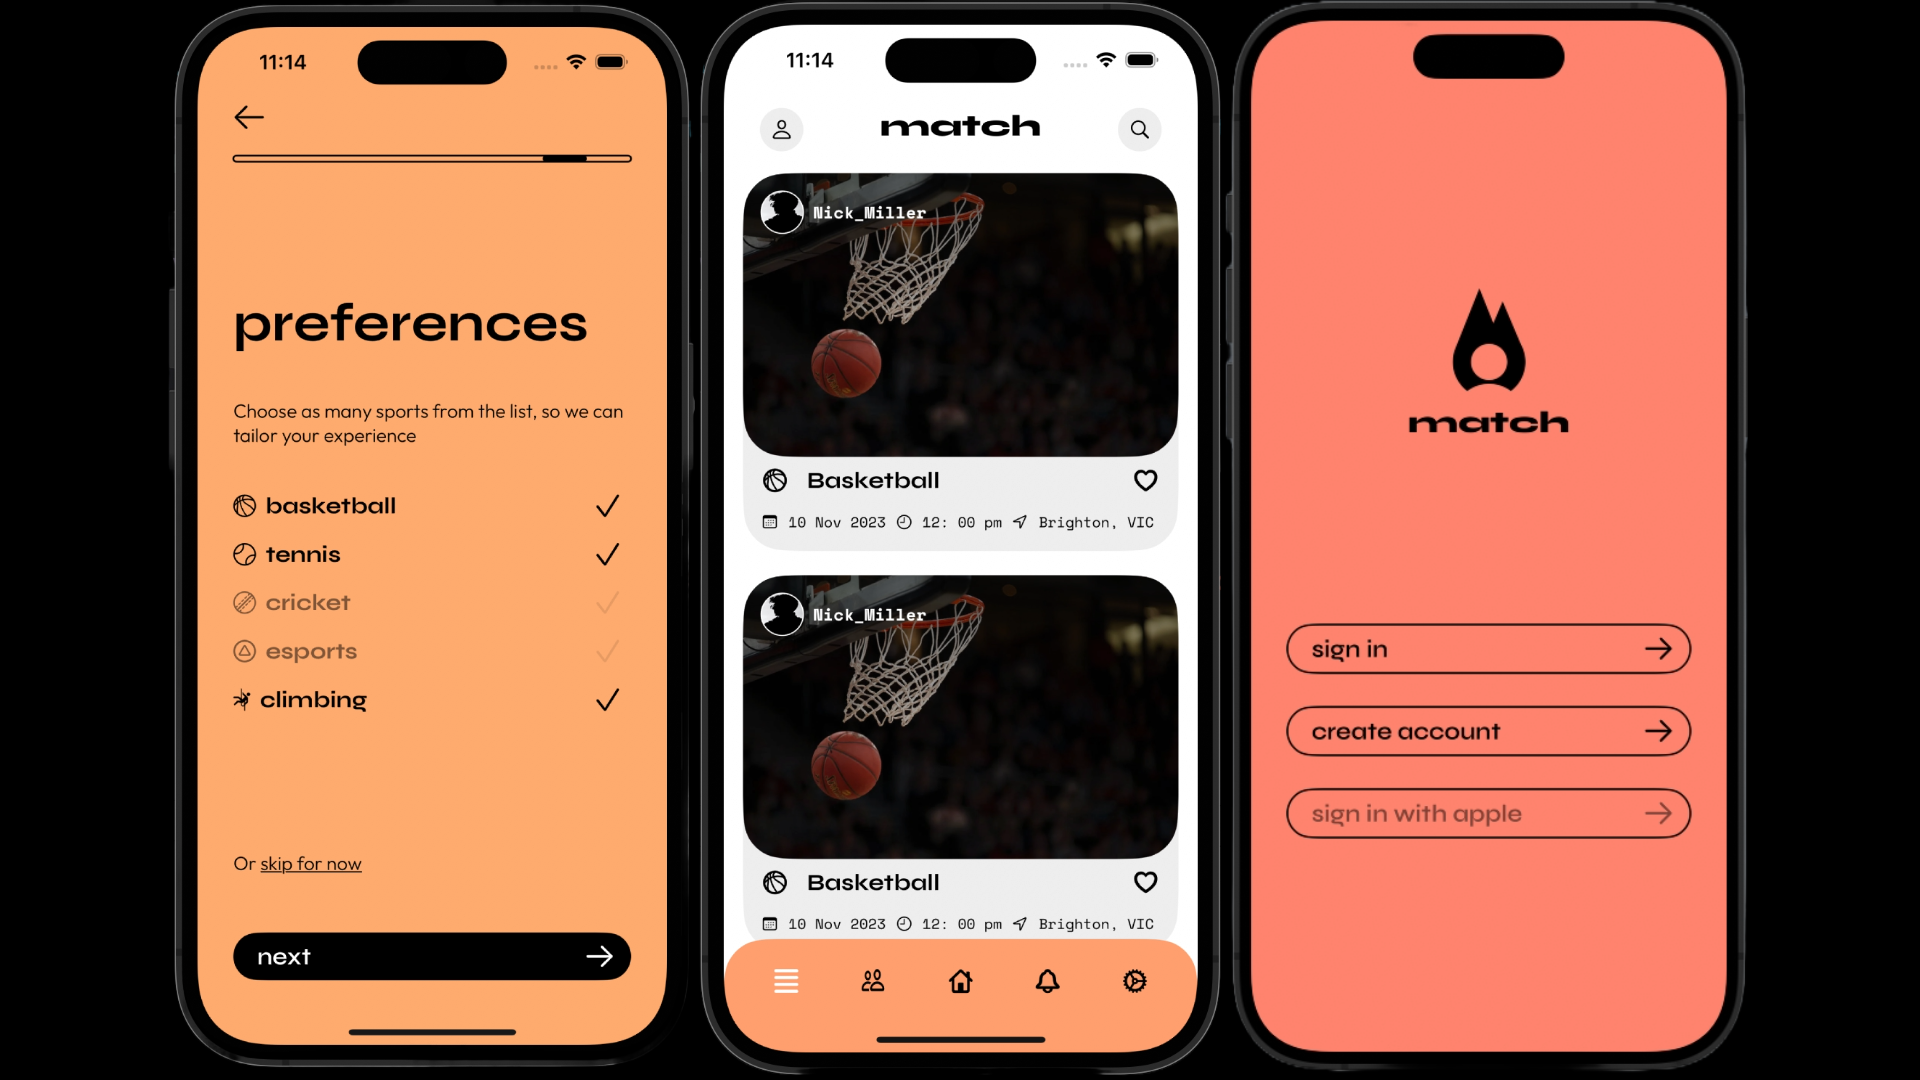 11:14
preferences
Choose as many sports from the list, so we can
tailor your experience
basketball
tennis
cricket
esports
climbing
Or skip for now
next
11:14
match
Nick_Miller
Basketball
10 Nov 2023 12: 00 pm Brighton, VIC
Nick_Miller
Basketball
10 Nov 2023 12: 00 pm Brighton, VIC
match
sign in
create account
sign in with apple